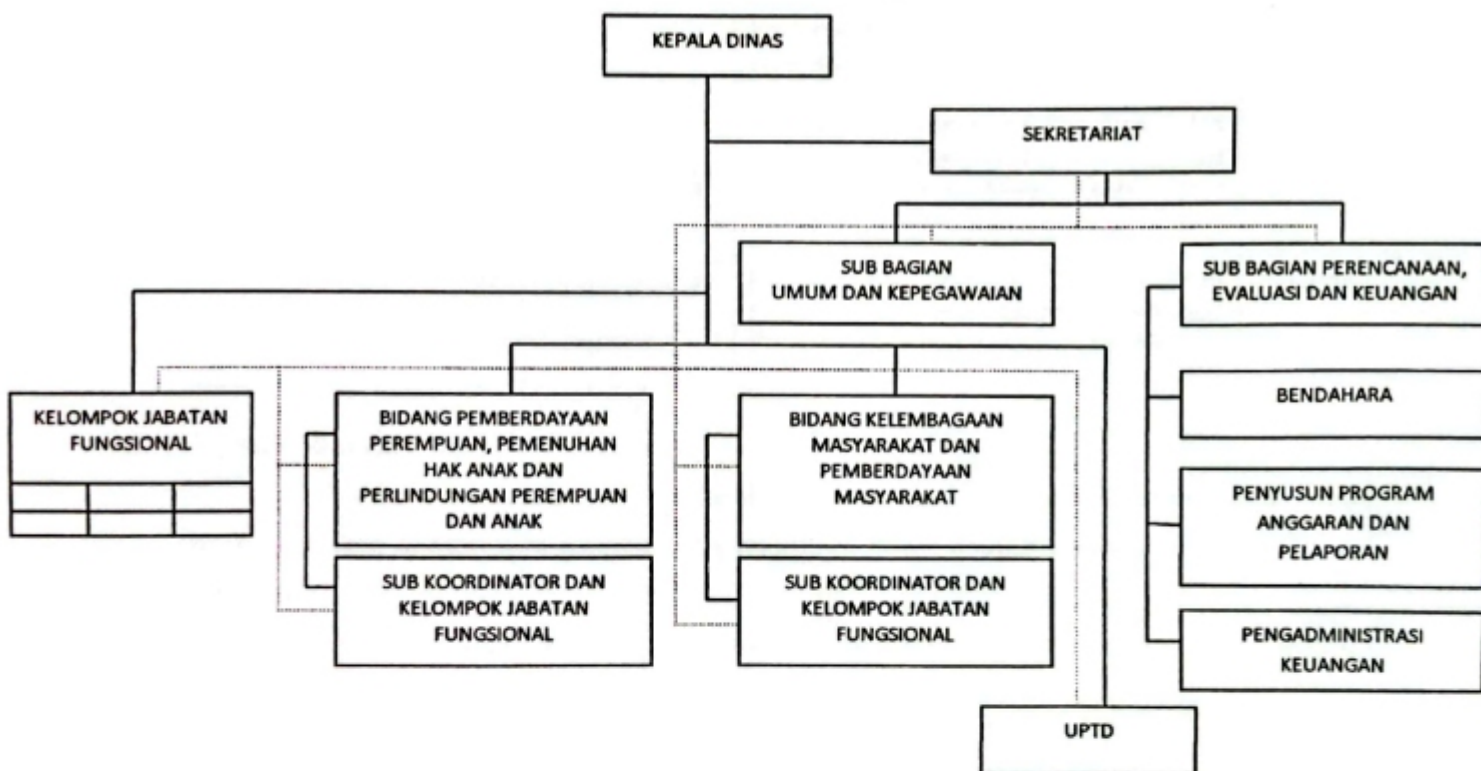 KEPALA DINAS
SEKRETARIAT
SUB BAGIAN
UMUM DAN KEPEGAWAIAN
SUB BAGIAN PERENCANAAN,
EVALUASI DAN KEUANGAN
KELOMPOK JABATAN
FUNGSIONAL
BIDANG PEMBERDAYAAN
PEREMPUAN, PEMENUHAN
HAK ANAK DAN
PERLINDUNGAN PEREMPUAN
DAN ANAK
BIDANG KELEMBAGAAN
MASYARAKAT DAN
PEMBERDAYAAN
MASYARAKAT
BENDAHARA
PENYUSUN PROGRAM
ANGGARAN DAN
PELAPORAN
SUB KOORDINATOR DAN
KELOMPOK JABATAN
FUNGSIONAL
SUB KOORDINATOR DAN
KELOMPOK JABATAN
FUNGSIONAL
PENGADMINISTRASI
KEUANGAN
UPTD